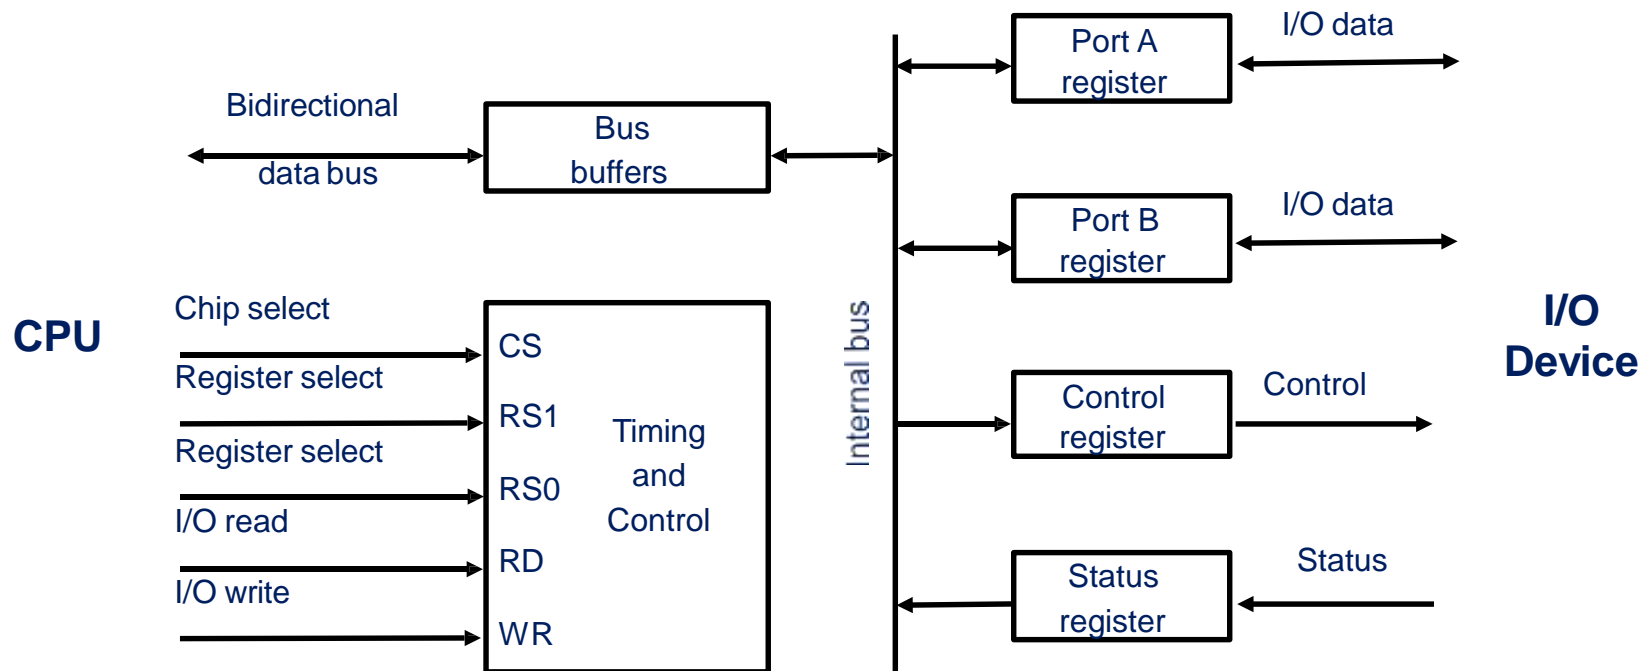 CPU
Bidirectional
data bus
Bus
buffers
Chip select
Register select
Register select
I/O read
I/O write
CS
RS1
RS0
RD
WR
Timing
and
Control
Internal bus
Port A
register
I/O data
Port B
register
I/O data
Control
register
Control
Status
register
Status
I/O
Device